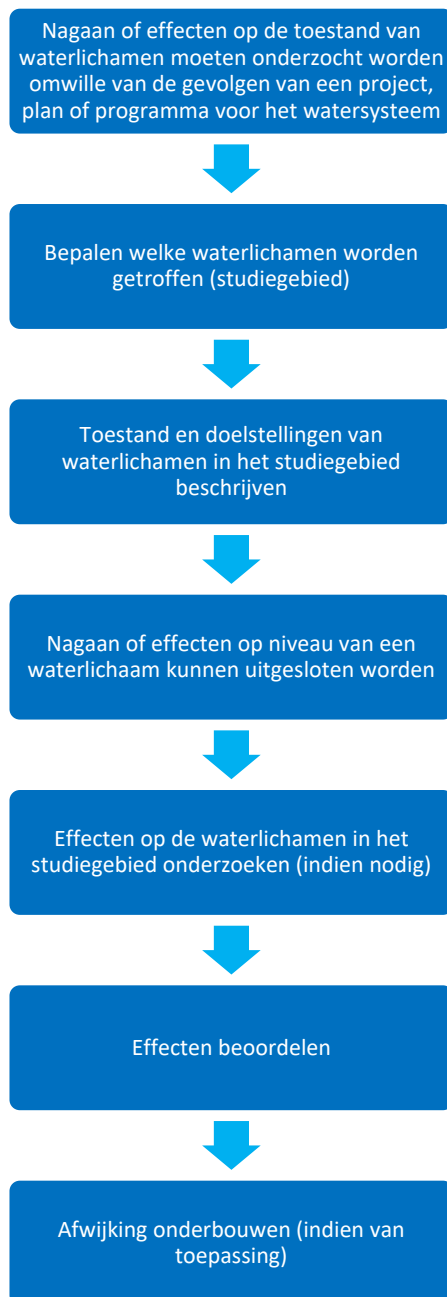 Nagaan of effecten op de toestand van
waterlichamen moeten onderzocht worden
omwille van de gevolgen van een project,
plan of programma voor het watersysteem
Bepalen welke waterlichamen worden
getroffen (studiegebied)
Toestand en doelstellingen van
waterlichamen in het studiegebied
beschrijven
Nagaan of effecten op niveau van een
waterlichaam kunnen uitgesloten worden
Effecten op de waterlichamen in het
studiegebied onderzoeken (indien nodig)
Effecten beoordelen
Afwijking onderbouwen (indien van
toepassing)